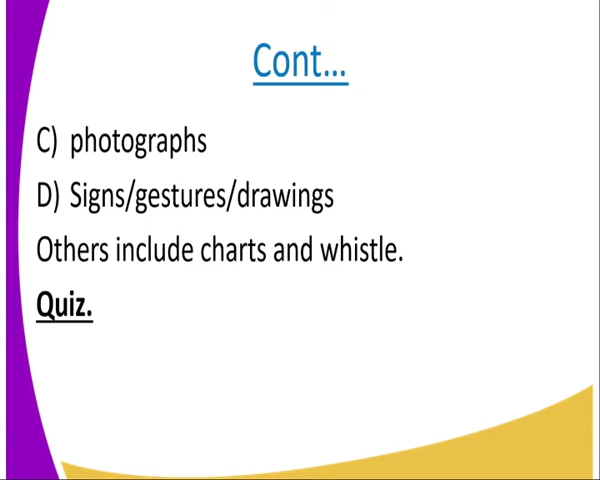 Cont...
C) photographs
D) Signs/gestures/drawings
Others include charts and whistle.
Quiz.